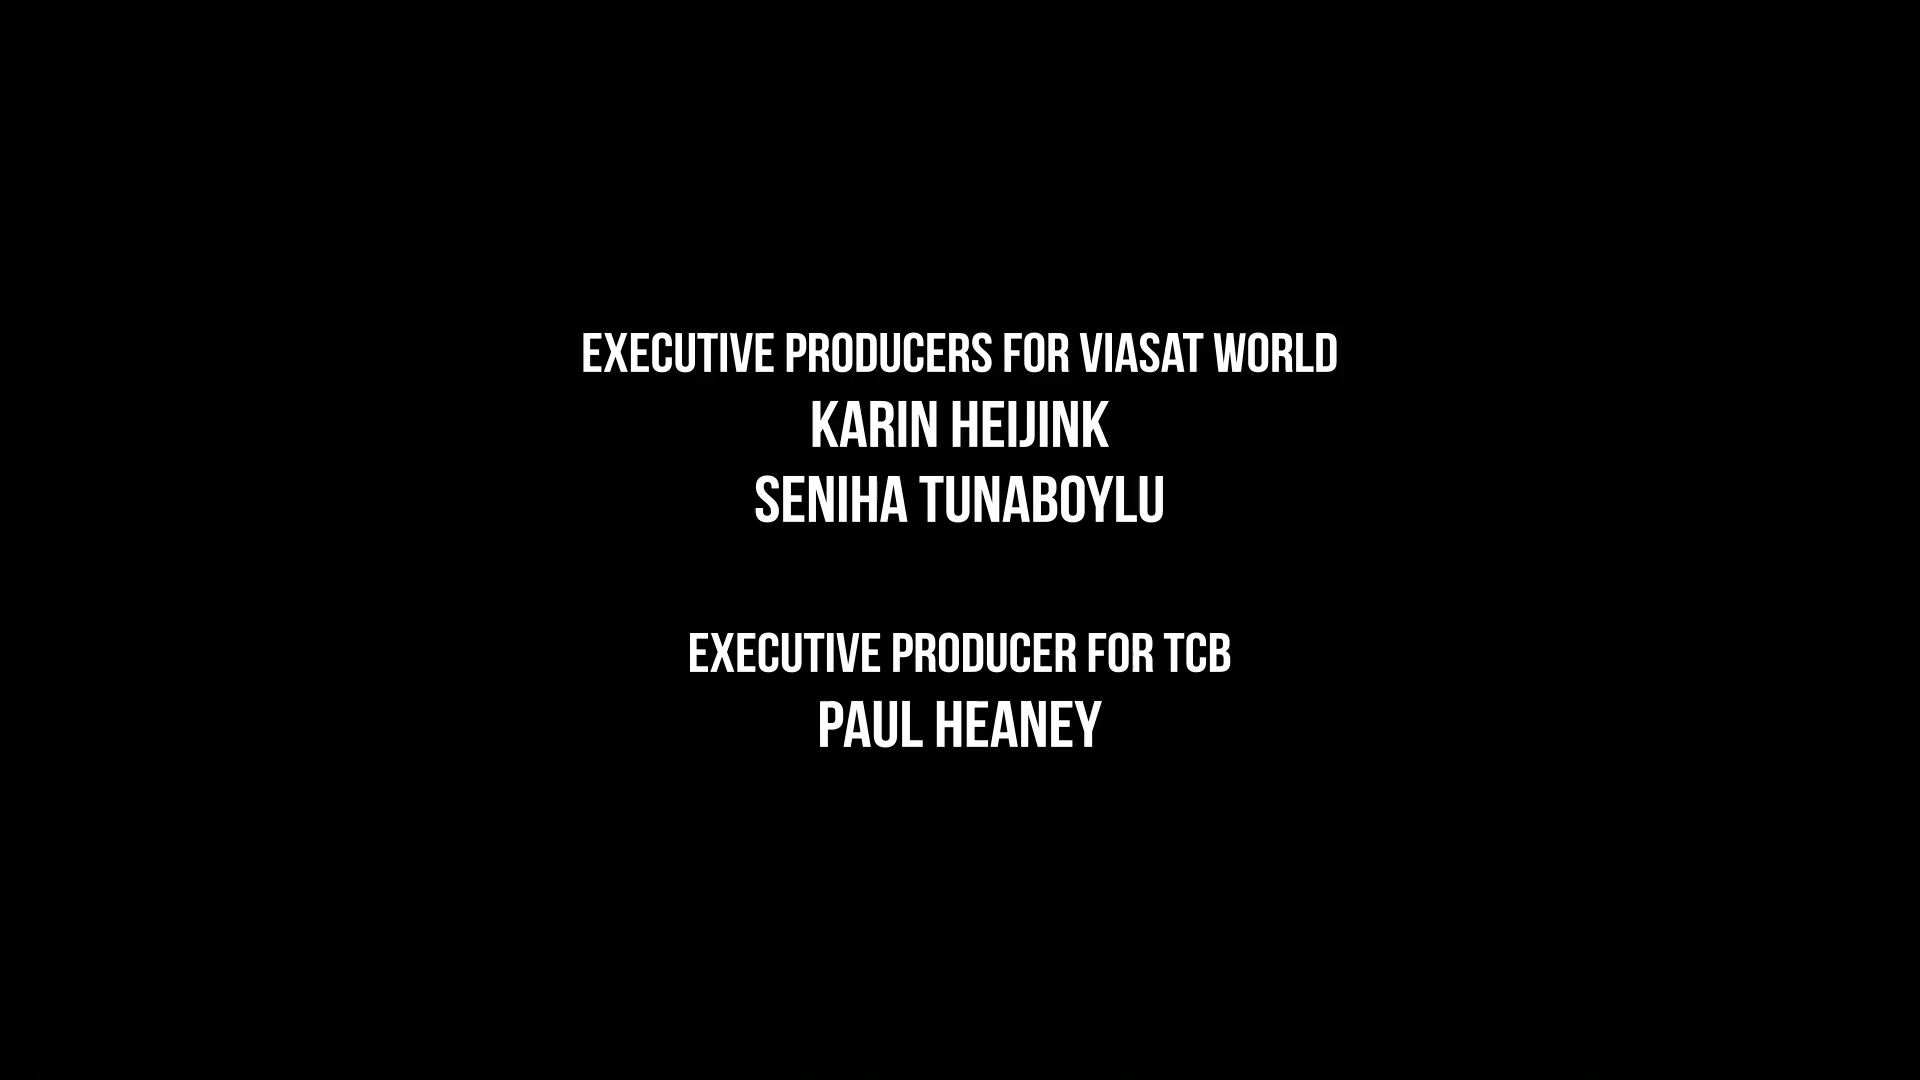 EXECUTIVE PRODUCERS FOR VIASAT WORLD
KARIN HEIJINK
SENIHA TUNABOYLU
EXECUTIVE PRODUCER FOR TCB
PAUL HEANEY